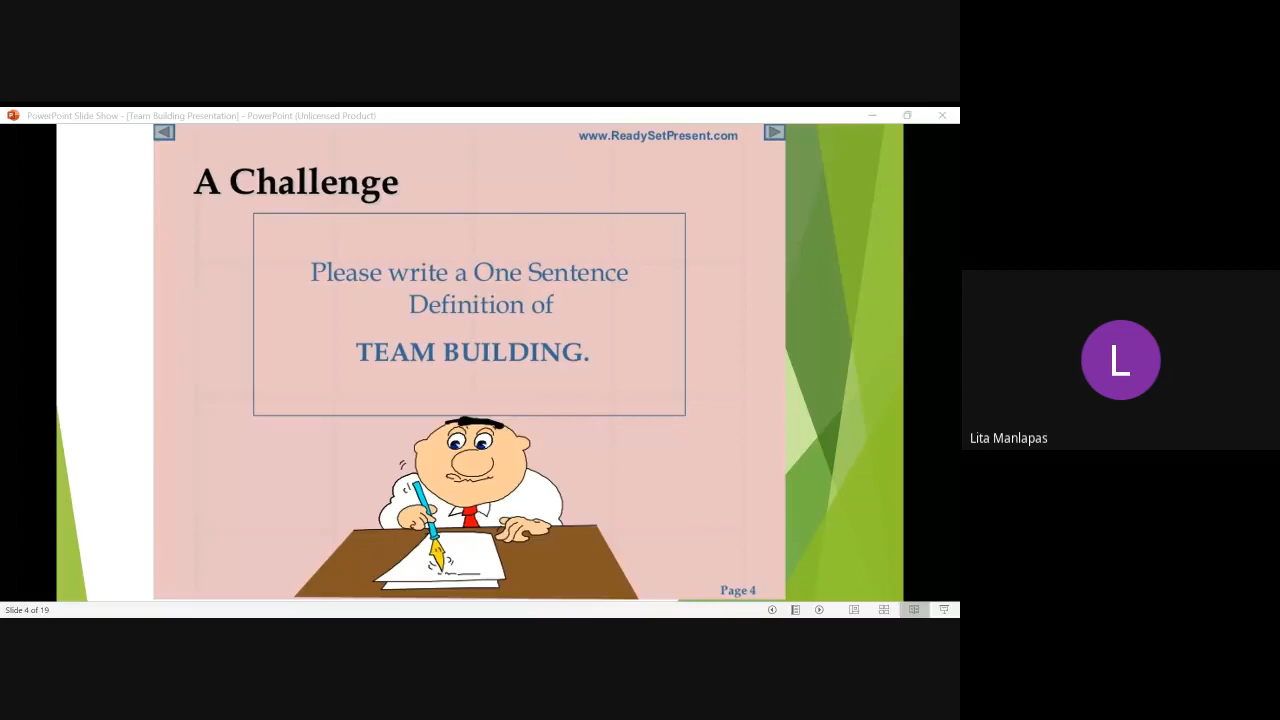 PowerPoint Slide Show - [Team Building Presentation] - PowerPoint (Unlicensed Product)
www.ReadySetPresent.com
A Challenge
Please write a One Sentence
Definition of
TEAM BUILDING.
Page 4
Slide 4 of 19
L
Lita Manlapas